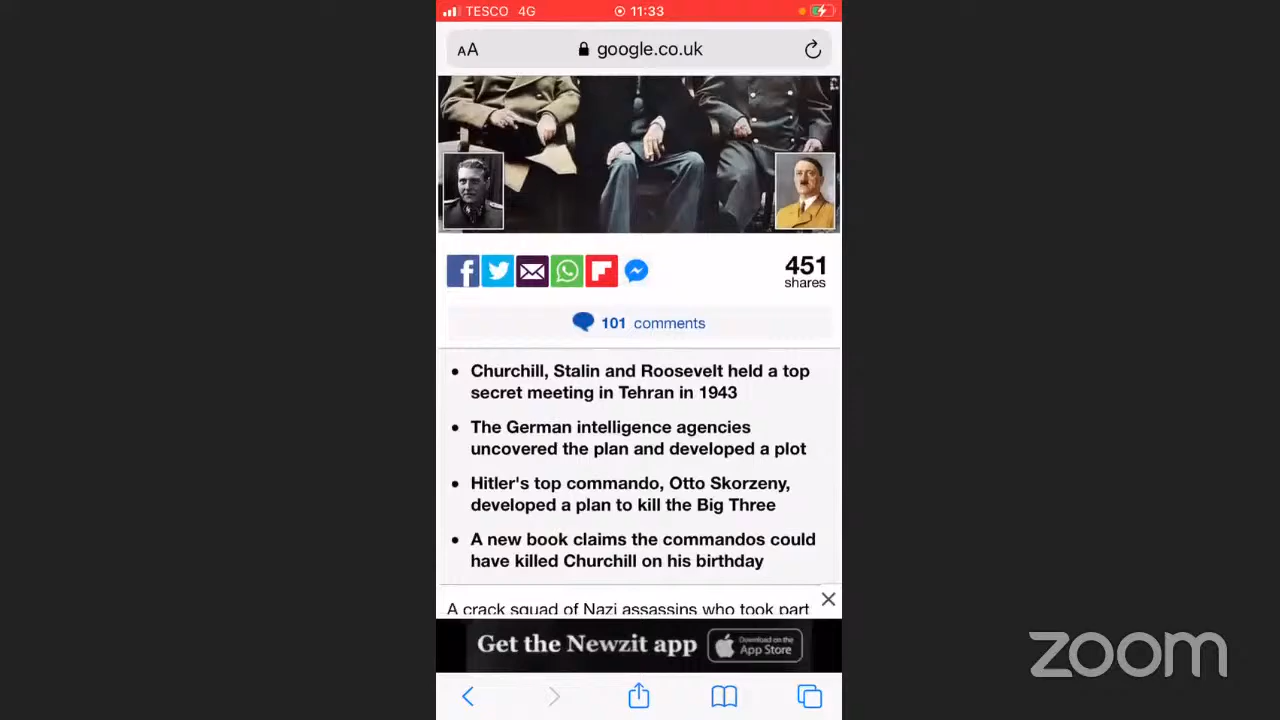 TESCO 4G 11:33
AA google.co.uk
451
shares
101 comments
• Churchill, Stalin and Roosevelt held a top
secret meeting in Tehran in 1943
• The German intelligence agencies
uncovered the plan and developed a plot
• Hitler's top commando, Otto Skorzeny,
developed a plan to kill the Big Three
• A new book claims the commandos could
have killed Churchill on his birthday
A crack squad of Nazi assassins who took part
Get the Newzit app Download on the
App Store
zoom